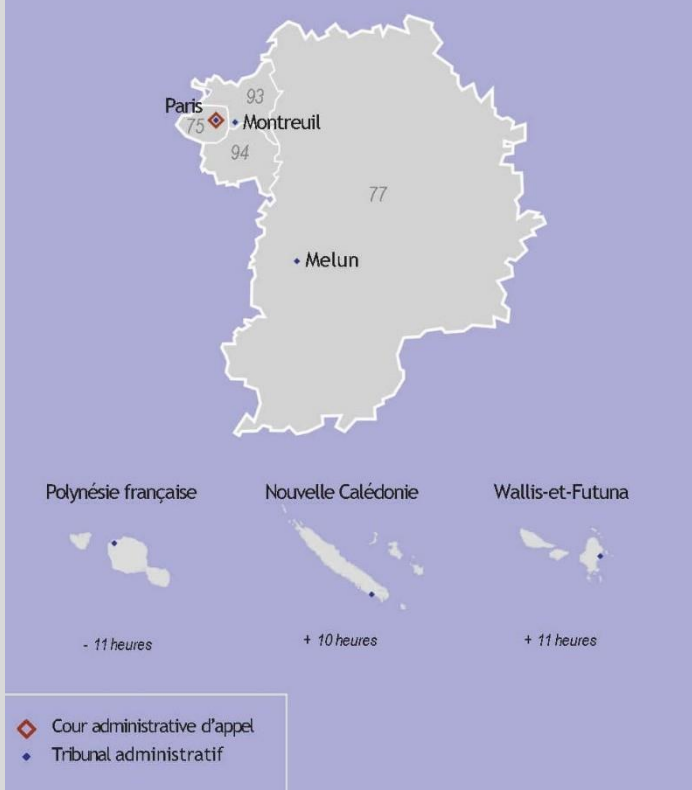 93
Paris
75
Montreuil
94
77
Melun
Polynésie française
Nouvelle Calédonie
Wallis-et-Futuna
- 11 heures
+ 10 heures
+ 11 heures
Cour administrative d'appel
Tribunal administratif